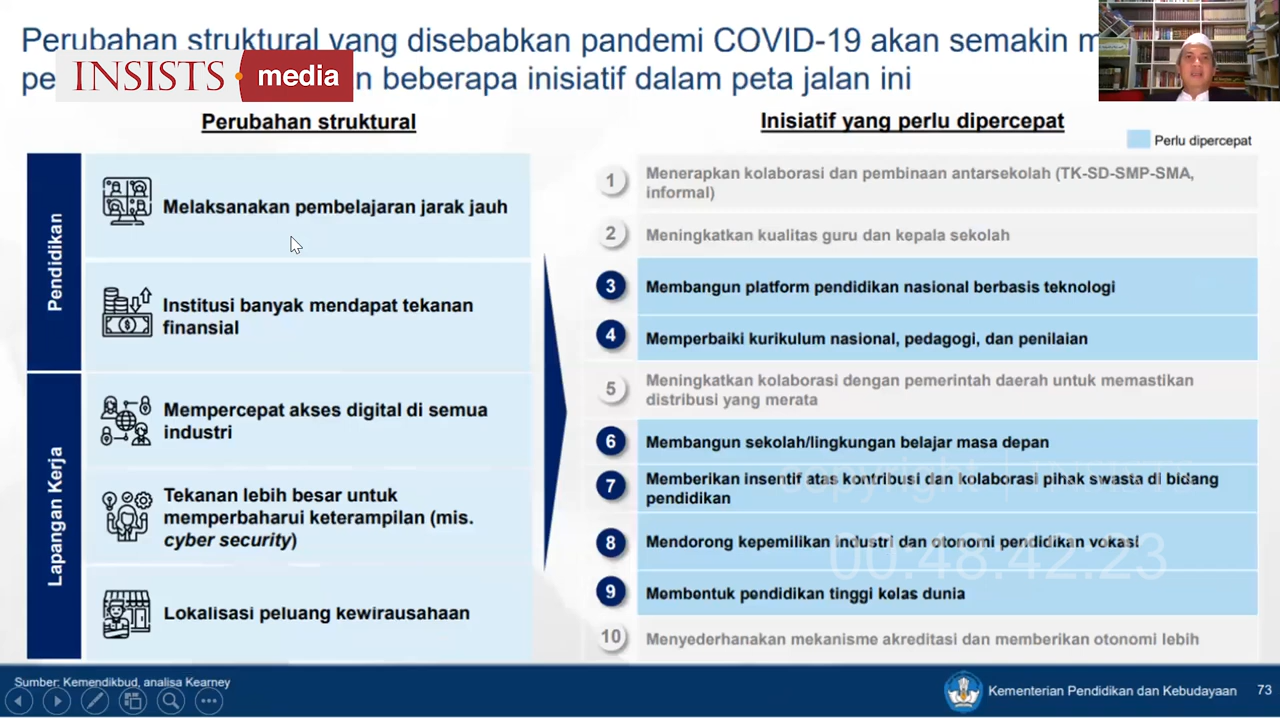 Perubahan struktural yang disebabkan pandemi COVID-19 akan semakin
INSISTS media
beberapa inisiatif dalam peta jalan ini
Perubahan struktural
Inisiatif yang perlu dipercepat
Perlu dipercepat
Pendidikan
Melaksanakan pembelajaran jarak jauh
Institusi banyak mendapat tekanan
finansial
Lapangan Kerja
Mempercepat akses digital di semua
industri
Tekanan lebih besar untuk
memperbaharui keterampilan (mis.
cyber security)
Lokalisasi peluang kewirausahaan
1 Menerapkan kolaborasi dan pembinaan antarsekolah (TK-SD-SMP-SMA,
informal)
2 Meningkatkan kualitas guru dan kepala sekolah
3 Membangun platform pendidikan nasional berbasis teknologi
4 Memperbaiki kurikulum nasional, pedagogi, dan penilaian
5 Meningkatkan kolaborasi dengan pemerintah daerah untuk memastikan
distribusi yang merata
6 Membangun sekolah/lingkungan belajar masa depan
7 Memberikan insentif atas kontribusi dan kolaborasi pihak swasta di bidang
pendidikan
copyright
8 Mendorong kepemilikan industri dan otonomi pendidikan vokasi
00:48:42:23
9 Membentuk pendidikan tinggi kelas dunia
10 Menyederhanakan mekanisme akreditasi dan memberikan otonomi lebih
Sumber: Kemendikbud, analisa Kearney
Kementerian Pendidikan dan Kebudayaan 73